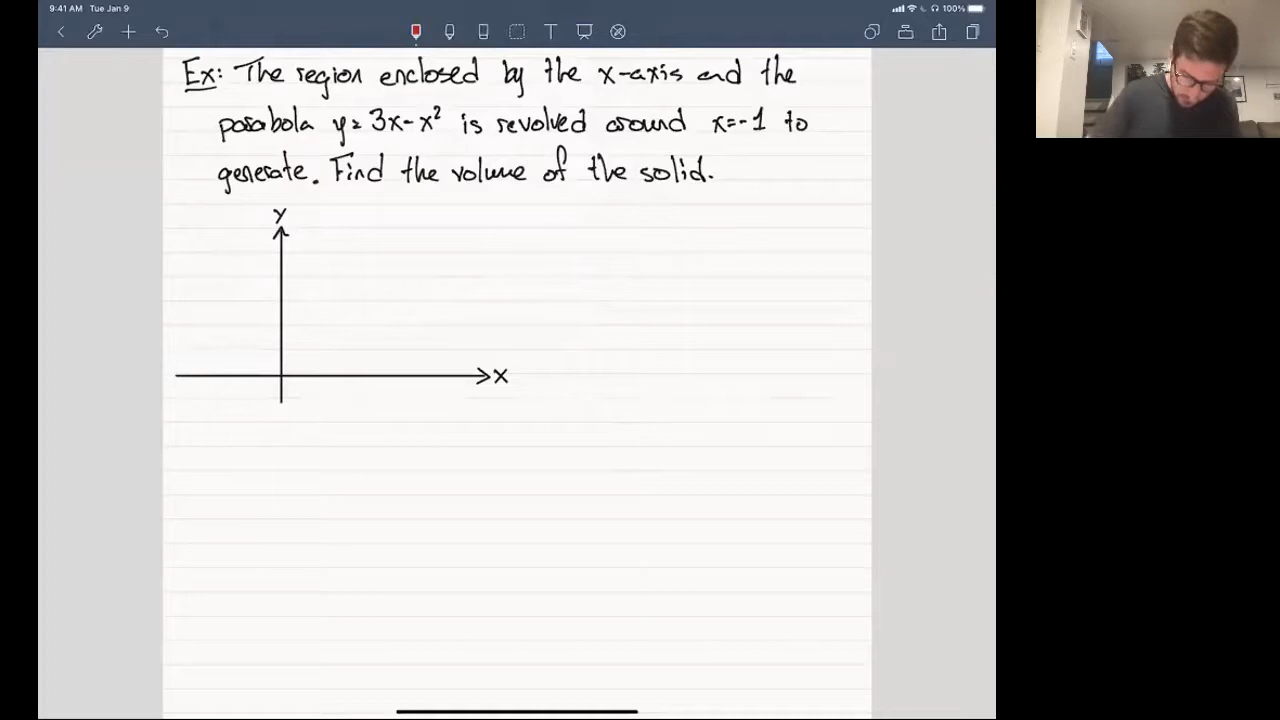 9:41 AM Tue Jan 9
100%
T
Ex: The region enclosed by the x-axis and the
parabola y = 3x - x² is revolved around x=-1 to
generate. Find the volume of the solid.
y
x